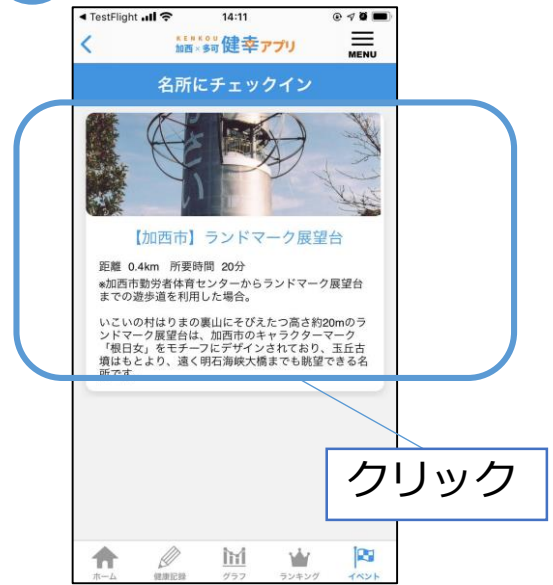 TestFlight 14:11
KENKOU
加西×多可 健幸アプリ
MENU
名所にチェックイン
さい
【加西市】ランドマーク展望台
距離 0.4km 所要時間 20分
※加西市勤労者体育センターからランドマーク展望台
までの遊歩道を利用した場合。
いこいの村はりまの裏山にそびえたつ高さ約20mのラ
ンドマーク展望台は、加西市のキャラクターマーク
「根日女」をモチーフにデザインされており、玉丘古
墳はもとより、遠く明石海峡大橋までも眺望できる名
所です。
クリック
ホーム 健康記録 グラフ ランキング イベント